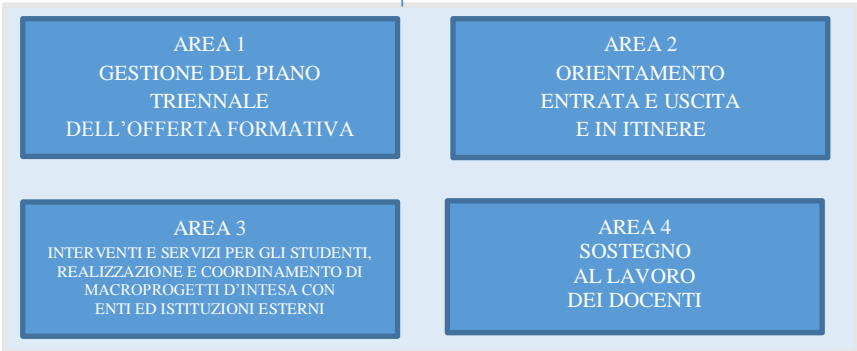 AREA 1
GESTIONE DEL PIANO
TRIENNALE
DELL’OFFERTA FORMATIVA
AREA 2
ORIENTAMENTO
ENTRATA E USCITA
E IN ITINERE
AREA 3
INTERVENTI E SERVIZI PER GLI STUDENTI,
REALIZZAZIONE E COORDINAMENTO DI
MACROPROGETTI D’INTESA CON
ENTI ED ISTITUZIONI ESTERNI
AREA 4
SOSTEGNO
AL LAVORO
DEI DOCENTI